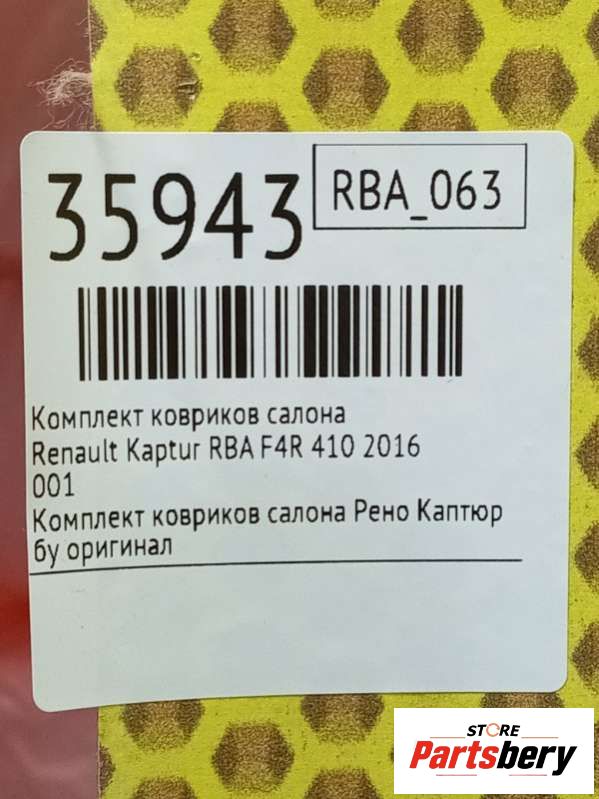 35943
RBA_063
Комплект ковриков салона
Renault Kaptur RBA F4R 410 2016
001
Комплект ковриков салона Рено Каптюр
бу оригинал
STORE
Partsbery